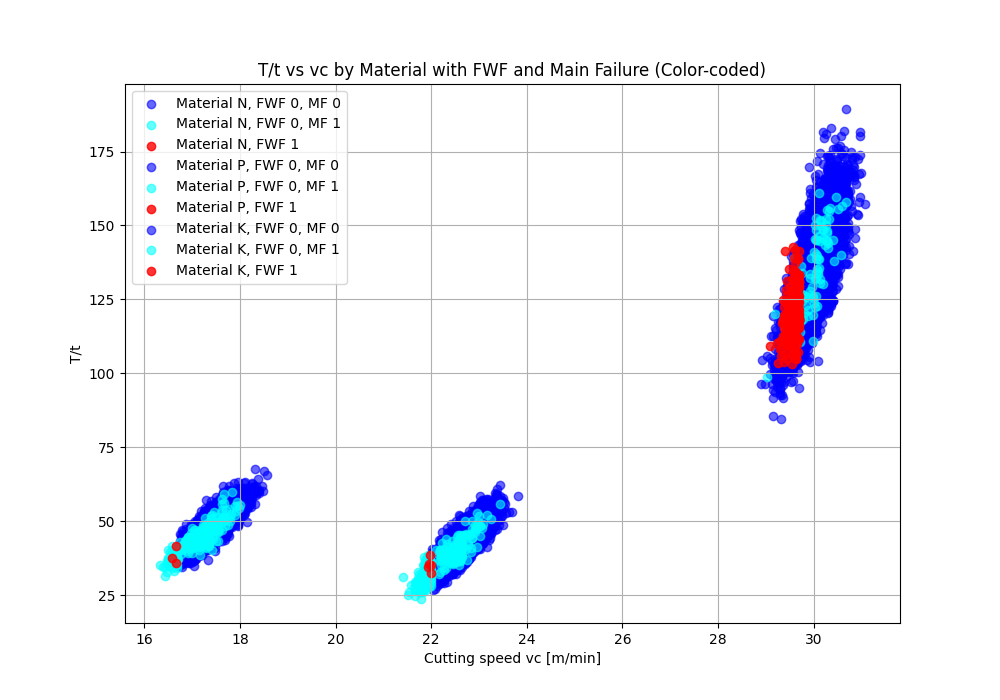 T/t vs vc by Material with FWF and Main Failure (Color-coded)
Material N, FWF 0, MF 0
Material N, FWF 0, MF 1
Material N, FWF 1
Material P, FWF 0, MF 0
Material P, FWF 0, MF 1
Material P, FWF 1
Material K, FWF 0, MF 0
Material K, FWF 0, MF 1
Material K, FWF 1
T/t
175
150
125
100
75
50
25
16 18 20 22 24 26 28 30
Cutting speed vc [m/min]